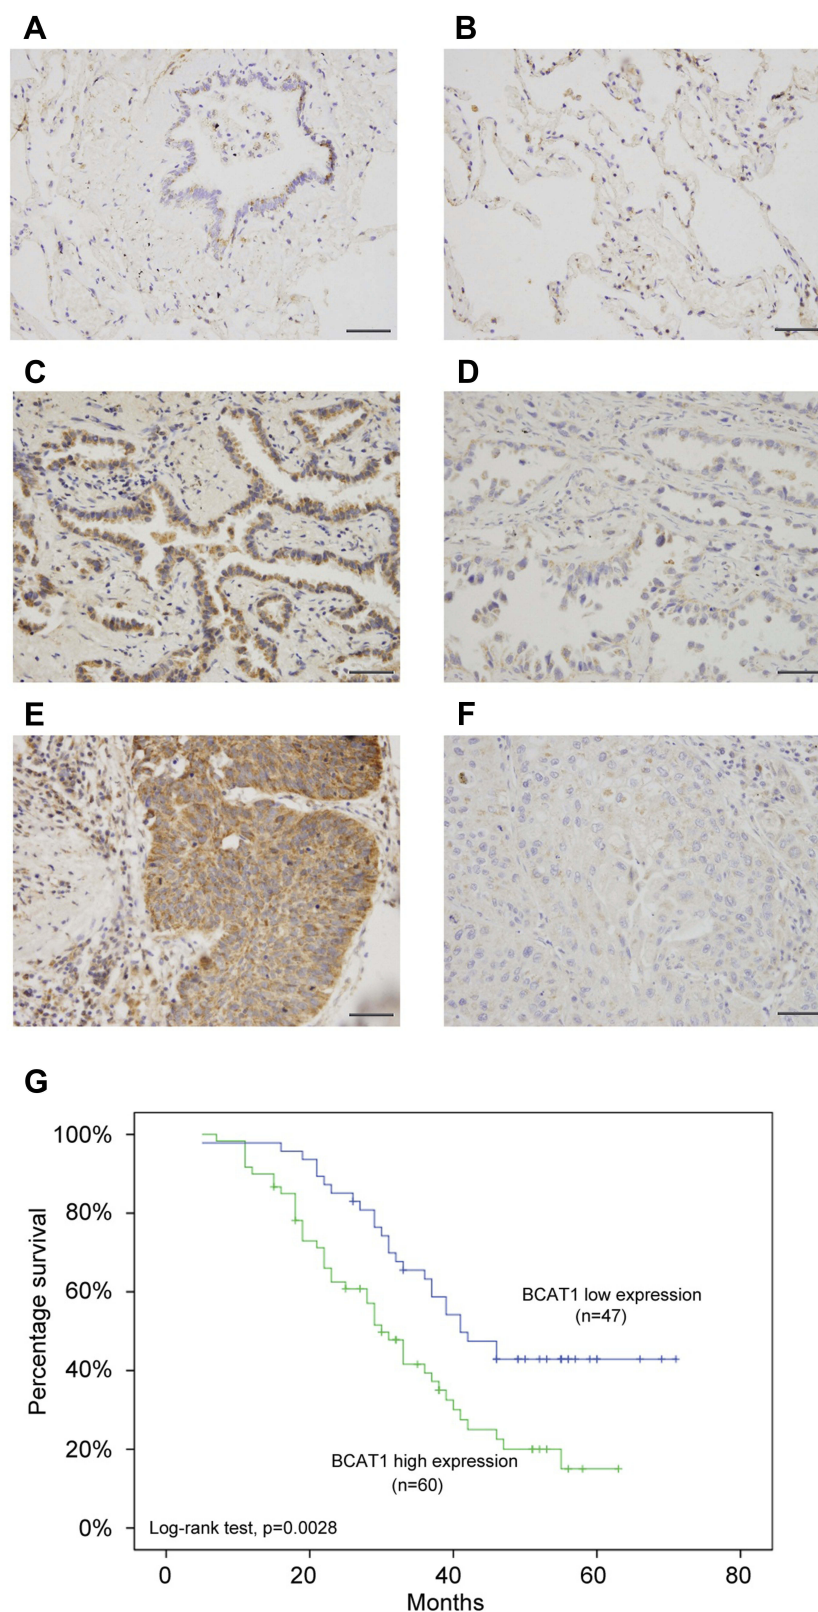 A
B
C
D
E
F
G
100%
80%
60%
40%
20%
0%
Percentage survival
BCAT1 low expression
(n=47)
BCAT1 high expression
(n=60)
Log-rank test, p=0.0028
0
20
40
60
80
Months